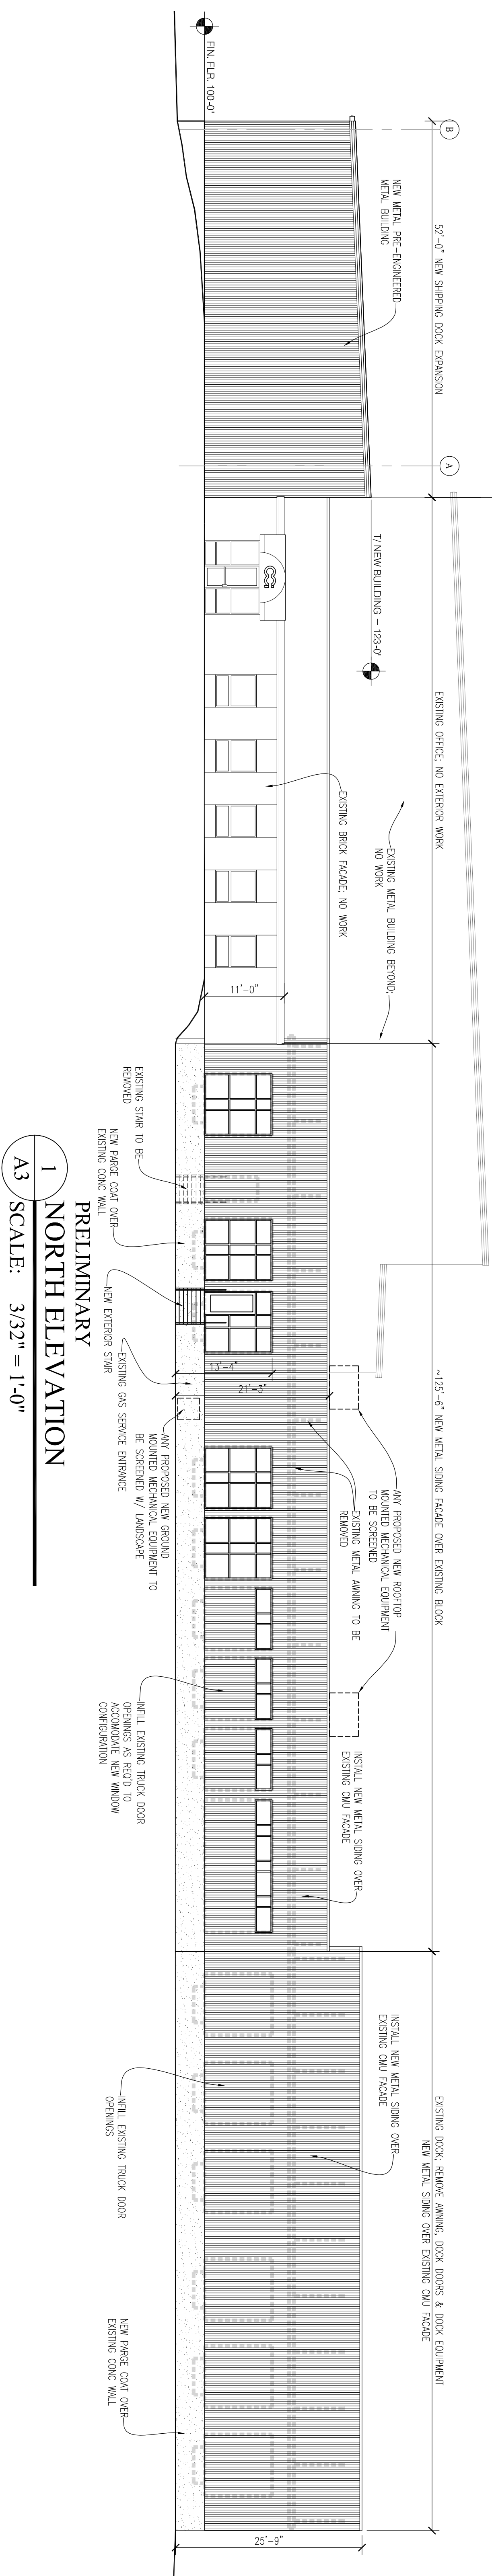 B
A
52'-0" NEW SHIPPING DOCK EXPANSION
EXISTING OFFICE; NO EXTERIOR WORK
~125'-6" NEW METAL SIDING FACADE OVER EXISTING BLOCK
EXISTING DOCK; REMOVE AWNING, DOCK DOORS & DOCK EQUIPMENT
NEW METAL SIDING OVER EXISTING CMU FACADE
FIN. FLR. 100'-0"
NEW METAL PRE-ENGINEERED
METAL BUILDING
T/ NEW BUILDING = 123'-0"
EXISTING METAL BUILDING BEYOND;
NO WORK
EXISTING BRICK FACADE; NO WORK
11'-0"
ANY PROPOSED NEW ROOFTOP
MOUNTED MECHANICAL EQUIPMENT
TO BE SCREENED
EXISTING METAL AWNING TO BE
REMOVED
13'-4"
21'-3"
INSTALL NEW METAL SIDING OVER
EXISTING CMU FACADE
INSTALL NEW METAL SIDING OVER
EXISTING CMU FACADE
25'-9"
EXISTING STAIR TO BE
REMOVED
NEW PARGE COAT OVER
EXISTING CONC WALL
NEW EXTERIOR STAIR
EXISTING GAS SERVICE ENTRANCE
ANY PROPOSED NEW GROUND
MOUNTED MECHANICAL EQUIPMENT TO
BE SCREENED W/ LANDSCAPE
INFILL EXISTING TRUCK DOOR
OPENINGS AS REQ'D TO
ACCOMODATE NEW WINDOW
CONFIGURATION
INFILL EXISTING TRUCK DOOR
OPENINGS
NEW PARGE COAT OVER
EXISTING CONC WALL
PRELIMINARY
1
NORTH ELEVATION
A3
SCALE: 3/32" = 1'-0"